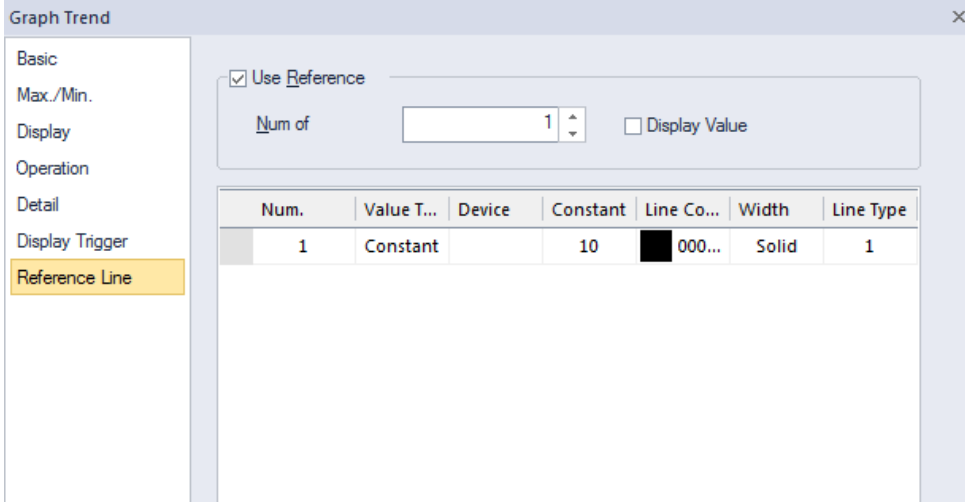 Graph Trend
Basic
Max./Min.
Display
Operation
Detail
Display Trigger
Reference Line
Use Reference
Num of 1 Display Value
Num. Value T... Device Constant Line Co... Width Line Type
1 Constant 10 000... Solid 1